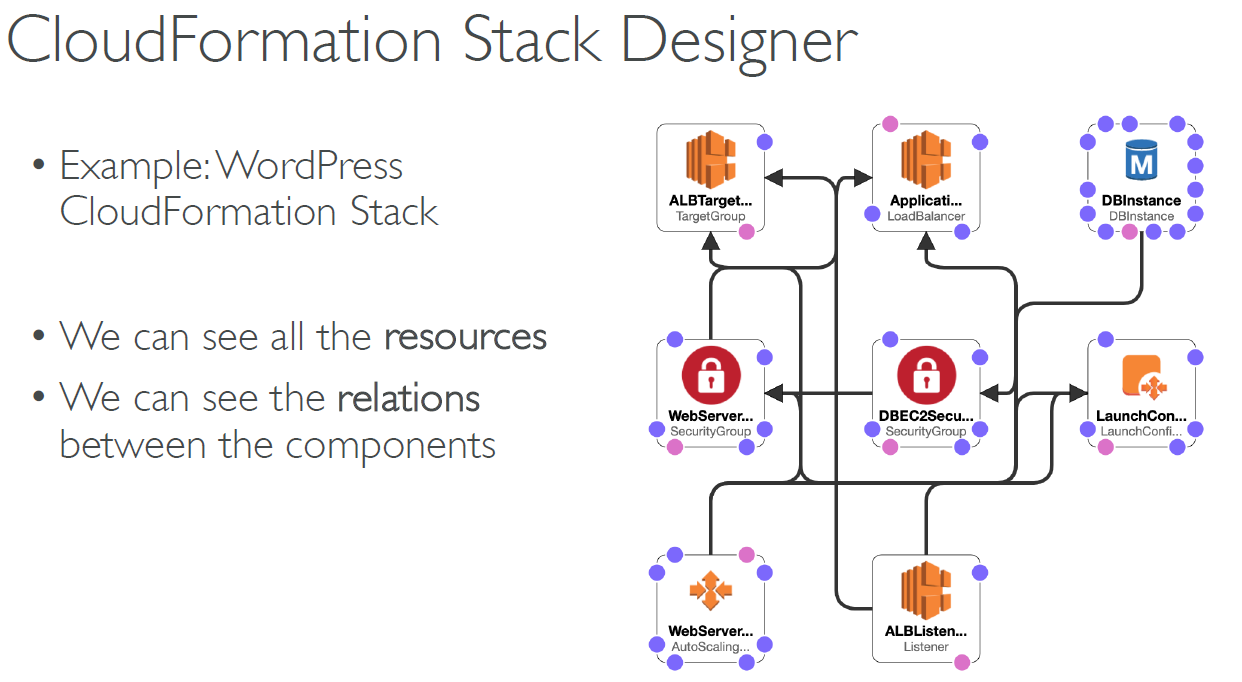 CloudFormation Stack Designer
• Example: WordPress
CloudFormation Stack
• We can see all the resources
• We can see the relations
between the components
ALBTarget...
TargetGroup
Applicati...
LoadBalancer
M
DBInstance
DBInstance
WebServer...
SecurityGroup
DBEC2Secu...
SecurityGroup
LaunchCon...
LaunchConfi...
WebServer...
AutoScaling...
ALBListen...
Listener